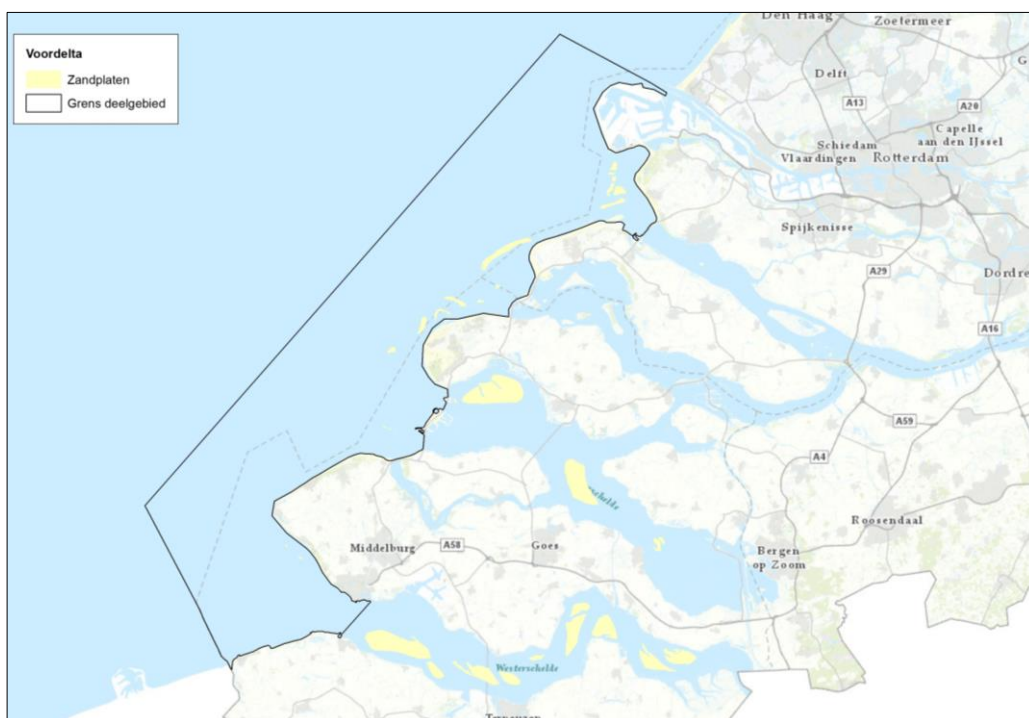 Voordelta
Zandplaten
Grens deelgebied
Den Haag
Zoetermeer
Delft
A13
A20
Capelle
aan den IJssel
Schiedam
Vlaardingen
Rotterdam
Spijkenisse
A29
Dordre
A16
A59
A4
Roosendaal
Bergen
op Zoom
Middelburg
A58
Goes
schelde
Westerschelde